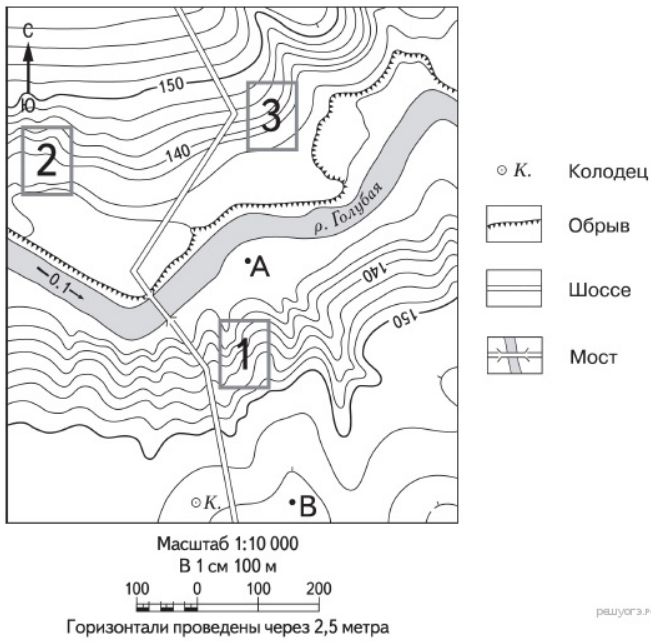 С
Ю
150
3
2
140
р. Голубая
А
0.1
140
150
1
К.
В
К. Колодец
Обрыв
Шоссе
Мост
Масштаб 1:10 000
В 1 см 100 м
100 0 100 200
Горизонтали проведены через 2,5 метра